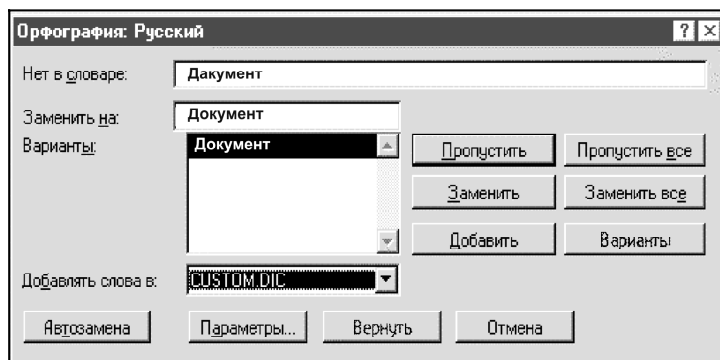 Орфография: Русский ? ×
Нет в словаре: Дакумент
Заменить на: Документ
Варианты: Документ
Пропустить Пропустить все
Заменить Заменить все
Добавить Варианты
Добавлять слова в: CUSTOM.DIC
Автозамена Параметры... Вернуть Отмена